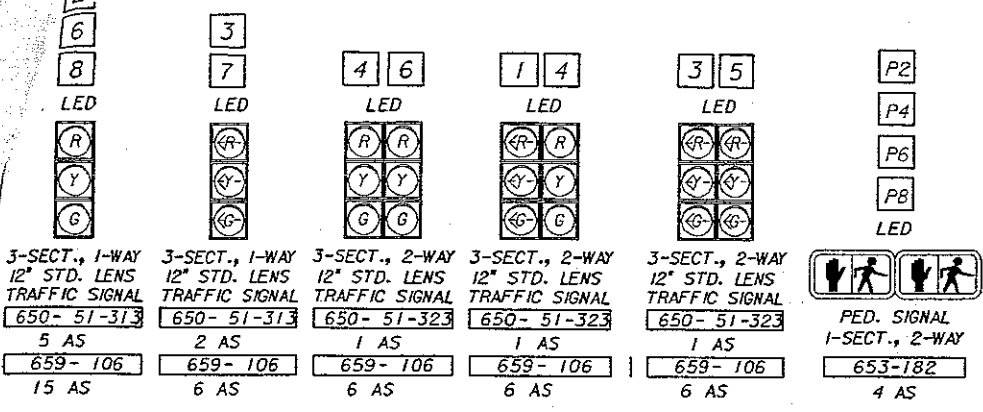 6
8
LED
R
Y
G
3-SECT., 1-WAY
12" STD. LENS
TRAFFIC SIGNAL
650- 51-313
5 AS
659- 106
15 AS
3
7
LED
R
Y
G
3-SECT., 1-WAY
12" STD. LENS
TRAFFIC SIGNAL
650- 51-313
2 AS
659- 106
6 AS
4 6
LED
R R
Y Y
G G
3-SECT., 2-WAY
12" STD. LENS
TRAFFIC SIGNAL
650- 51-323
1 AS
659- 106
6 AS
1 4
LED
R R
Y Y
G G
3-SECT., 2-WAY
12" STD. LENS
TRAFFIC SIGNAL
650- 51-323
1 AS
659- 106
6 AS
3 5
LED
R R
Y Y
G G
3-SECT., 2-WAY
12" STD. LENS
TRAFFIC SIGNAL
650- 51-323
1 AS
659- 106
6 AS
P2
P4
P6
P8
LED
PED. SIGNAL
1-SECT., 2-WAY
653-182
4 AS